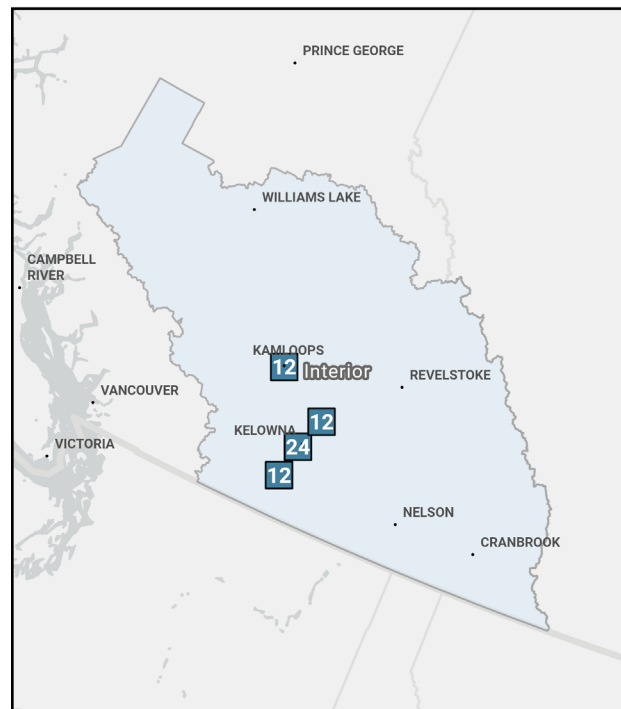 PRINCE GEORGE
WILLIAMS LAKE
CAMPBELL
RIVER
KAMLOOPS
12
Interior
REVELSTOKE
VANCOUVER
12
KELOWNA
24
VICTORIA
12
NELSON
CRANBROOK